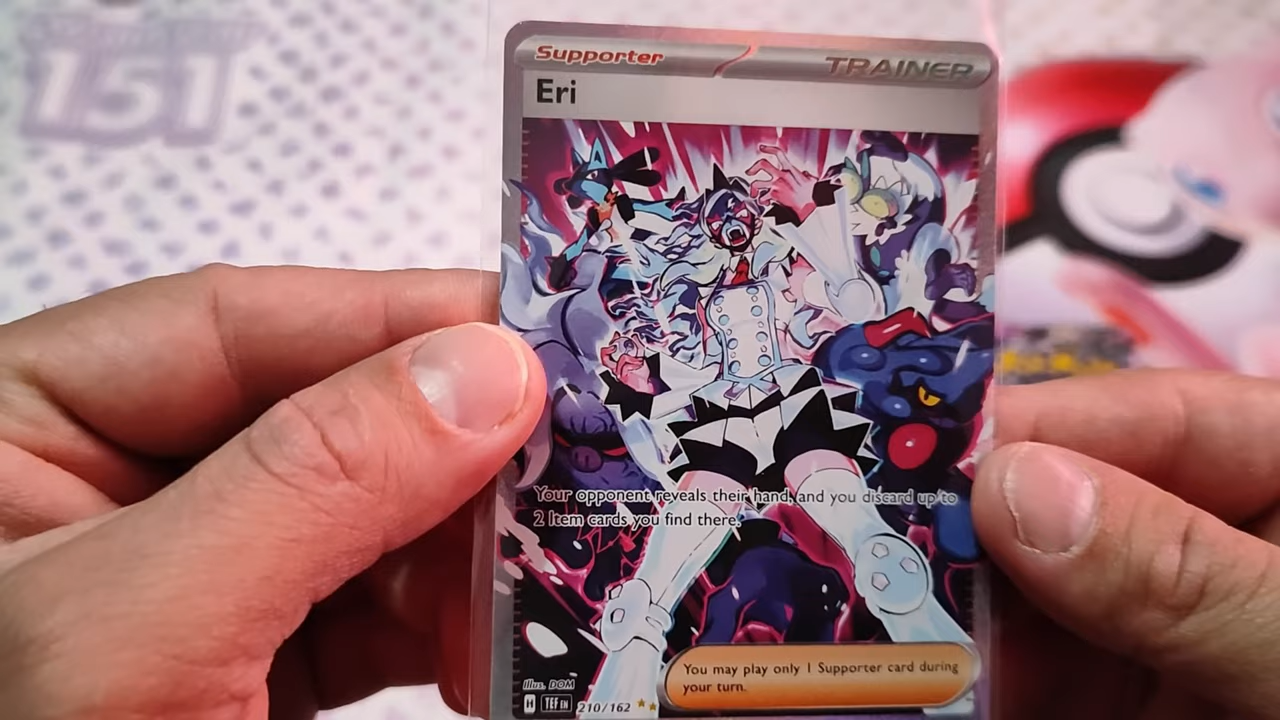 151
Supporter
TRAINER
Eri
Your opponent reveals their hand, and you discard up to
2 Item cards you find there.
You may play only 1 Supporter card during
your turn.
Illus. DOM
H TEF EN 210/162